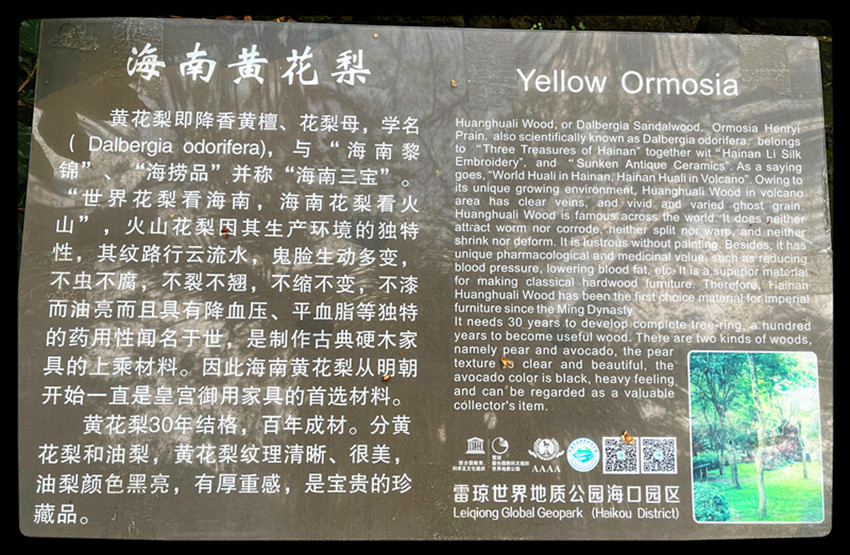 海南黄花梨
黄花梨即降香黄檀、花梨母，学名
（ Dalbergia odorifera），与“海南黎
锦”、“海捞品”并称“海南三宝”。
“世界花梨看海南，海南花梨看火
山”，火山花梨因其生产环境的独特
性，其纹路行云流水，鬼脸生动多变，
不虫不腐，不裂不翘，不缩不变，不漆
而油亮而且具有降血压、平血脂等独特
的药用性闻名于世，是制作古典硬木家
具的上乘材料。因此海南黄花梨从明朝
开始一直是皇宫御用家具的首选材料。
黄花梨30年结格，百年成材。分黄
花梨和油梨，黄花梨纹理清晰、很美，
油梨颜色黑亮，有厚重感，是宝贵的珍
藏品。
Yellow Ormosia
Huanghuali Wood, or Dalbergia Sandalwood, Ormosia Henryi
Prain, also scientifically known as Dalbergia odorifera, belongs
to “Three Treasures of Hainan” together wit “Hainan Li Silk
Embroidery”, and “Sunken Antique Ceramics”. As a saying
goes, “World Huali in Hainan, Hainan Huali in Volcano”. Owing to
its unique growing environment, Huanghuali Wood in volcano
area has clear veins, and vivid and varied ghost grain.
Huanghuali Wood is famous across the world. It does neither
attract worm nor corrode, neither split nor warp, and neither
shrink nor deform. It is lustrous without painting. Besides, it has
unique pharmacological and medicinal value, such as reducing
blood pressure, lowering blood fat, etc. It is a superior material
for making classical hardwood furniture. Therefore, Hainan
Huanghuali Wood has been the first choice material for imperial
furniture since the Ming Dynasty.
It needs 30 years to develop complete tree-ring, a hundred
years to become useful wood. There are two kinds of woods,
namely pear and avocado, the pear
texture is clear and beautiful, the
avocado color is black, heavy feeling
and can be regarded as a valuable
collector's item.
AAAA
雷琼世界地质公园海口园区
Leiqiong Global Geopark (Haikou District)